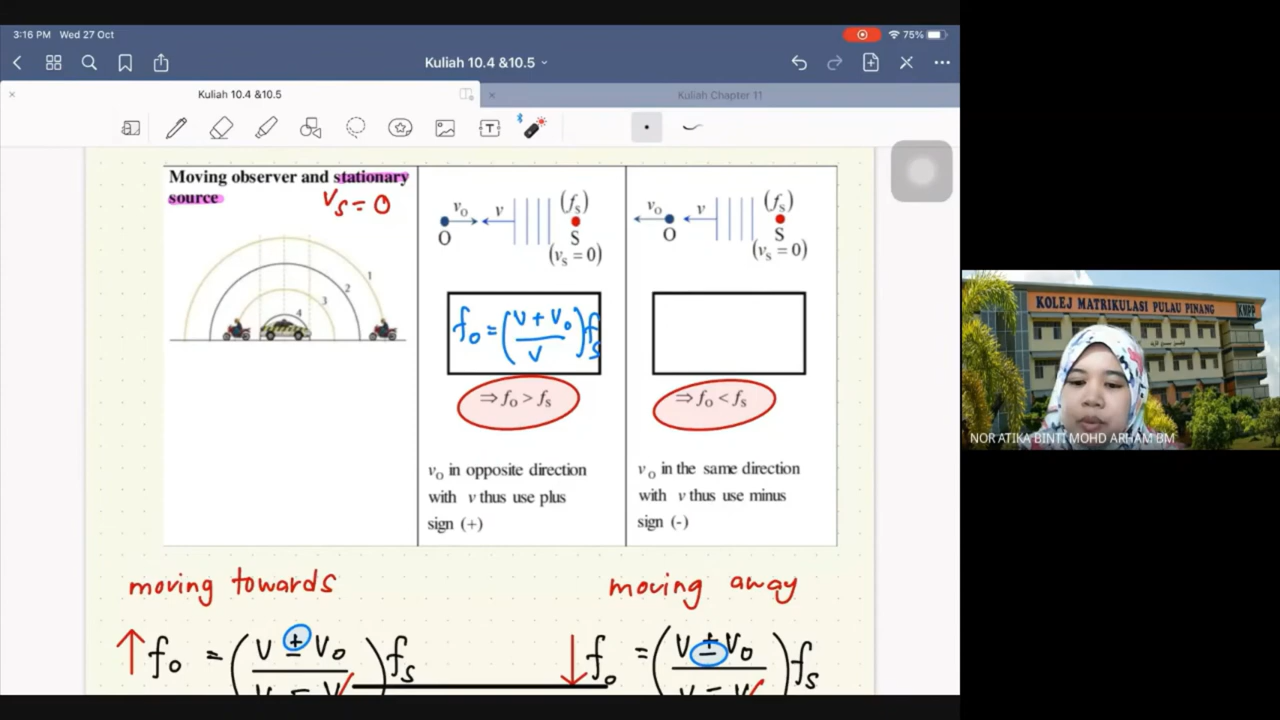 3:16 PM Wed 27 Oct
75%
Kuliah 10.4 &10.5
Kuliah 10.4 &10.5
Kuliah Chapter 11
Moving observer and stationary
source
vs = 0
1
2
3
4
vO
v
(fs)
O
S
(vs = 0)
fo = (v + vo / v) fs
⇒ fO > fs
vO in opposite direction
with v thus use plus
sign (+)
vO
v
(fs)
O
S
(vs = 0)
⇒ fO < fs
vO in the same direction
with v thus use minus
sign (-)
moving towards
↑ fo = (v ± vo / v) fs
moving away
↓ fo = (v ± vo / v) fs
KOLEJ MATRIKULASI PULAU PINANG
KMPP
NOR ATIKA BINTI MOHD ARHAM BM